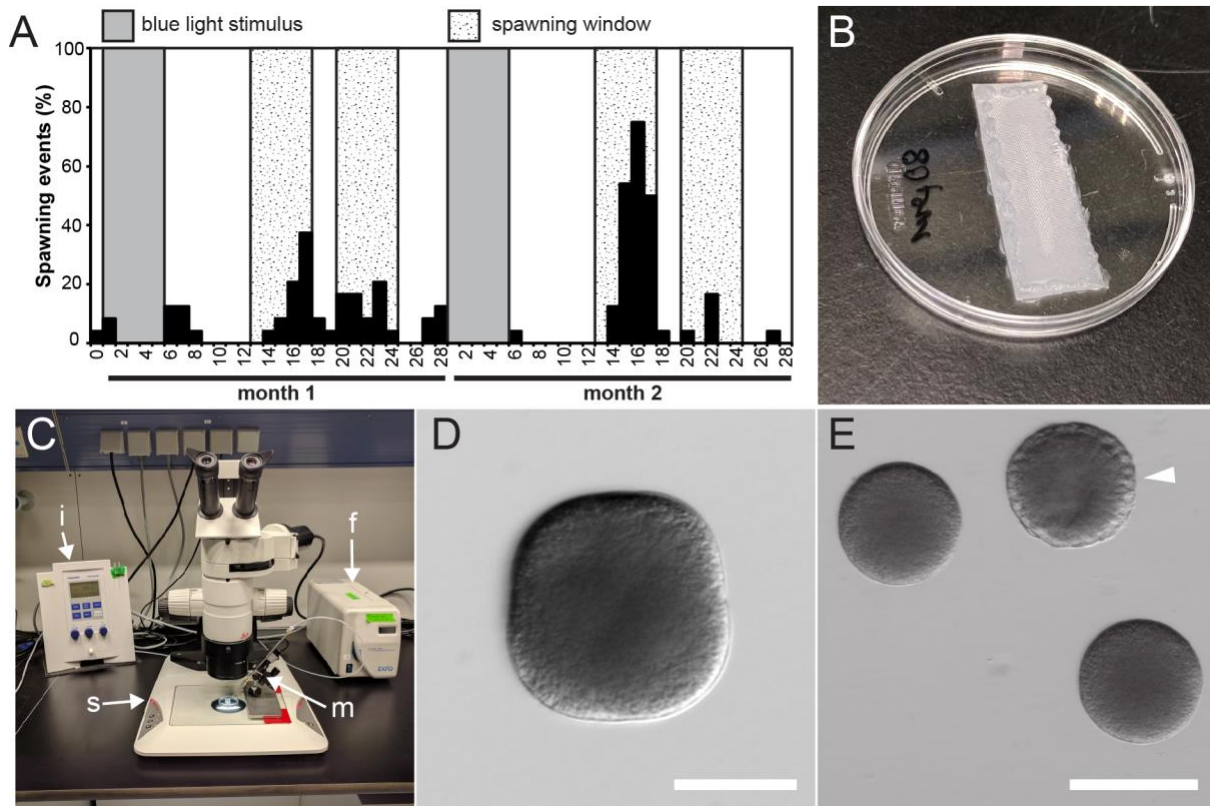 A
blue light stimulus
spawning window
Spawning events (%)
100
80
60
40
20
0
0 2 4 6 8 10 12 14 16 18 20 22 24 26 28 2 4 6 8 10 12 14 16 18 20 22 24 26 28
month 1 month 2
B
C
i
f
s
m
EXFO
D
E